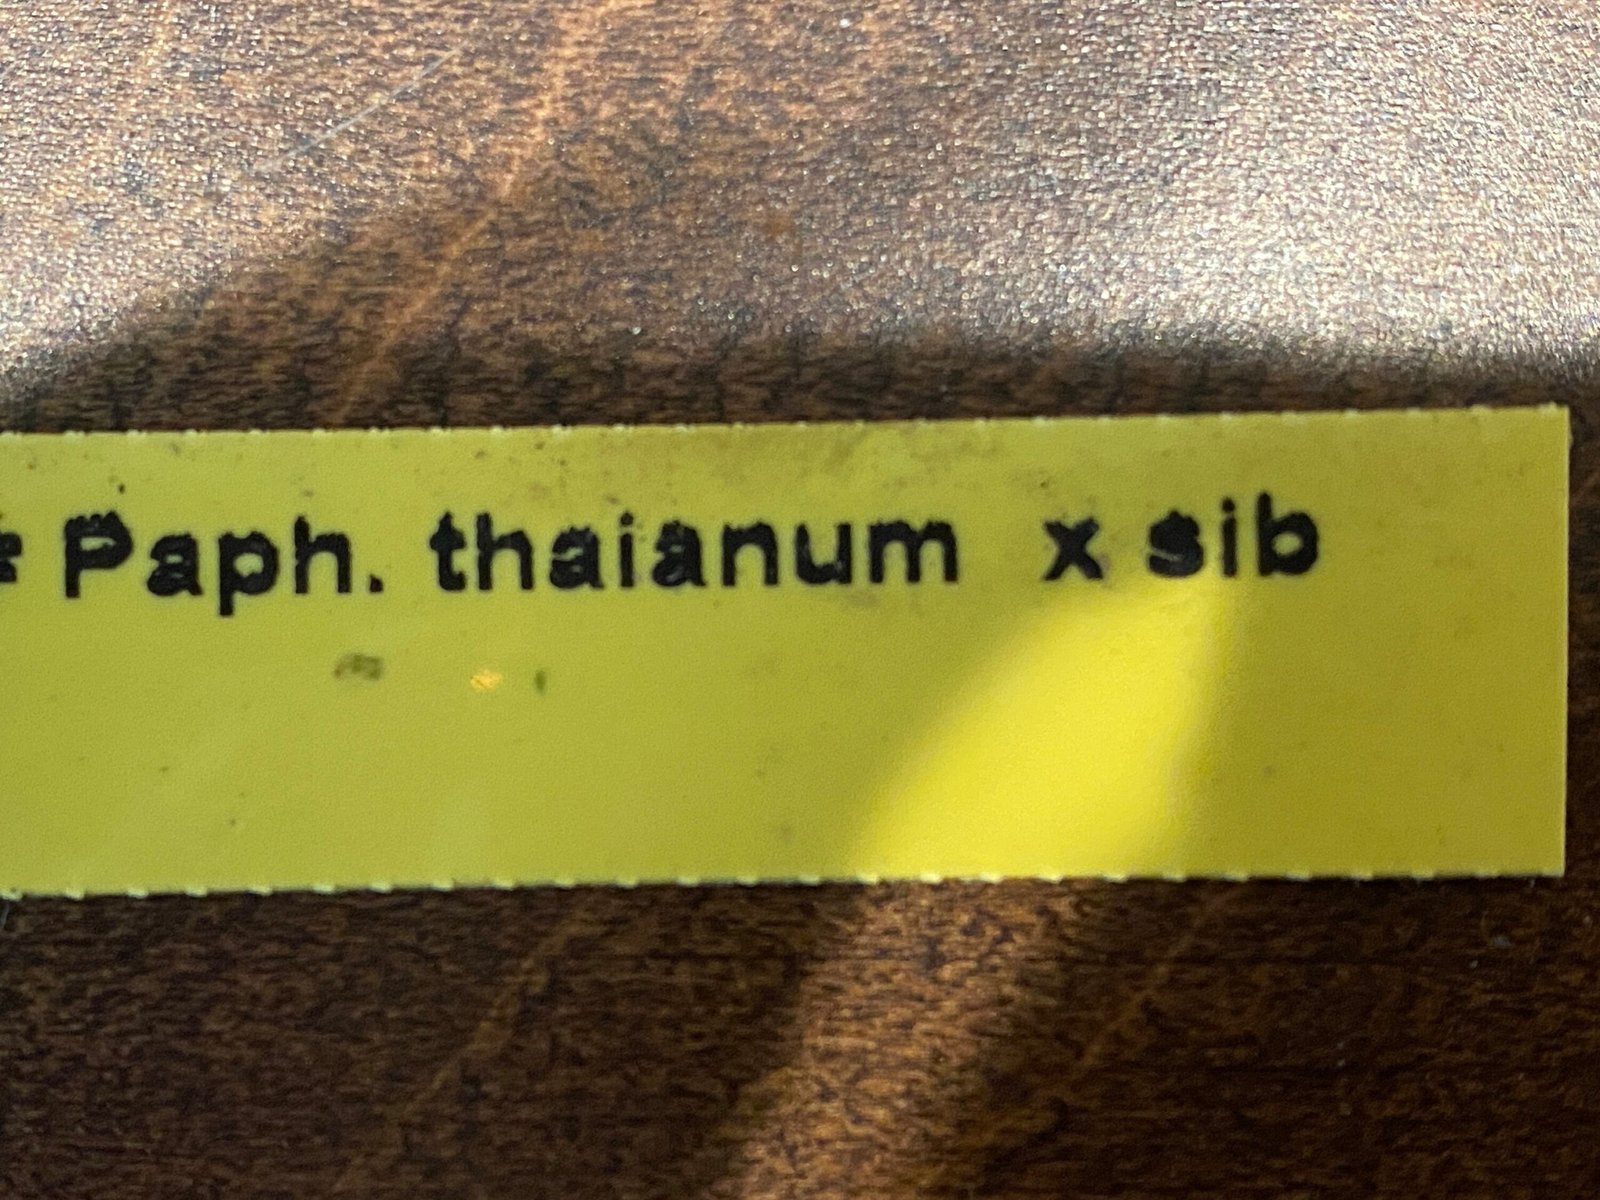 Paph. thaianum x sib